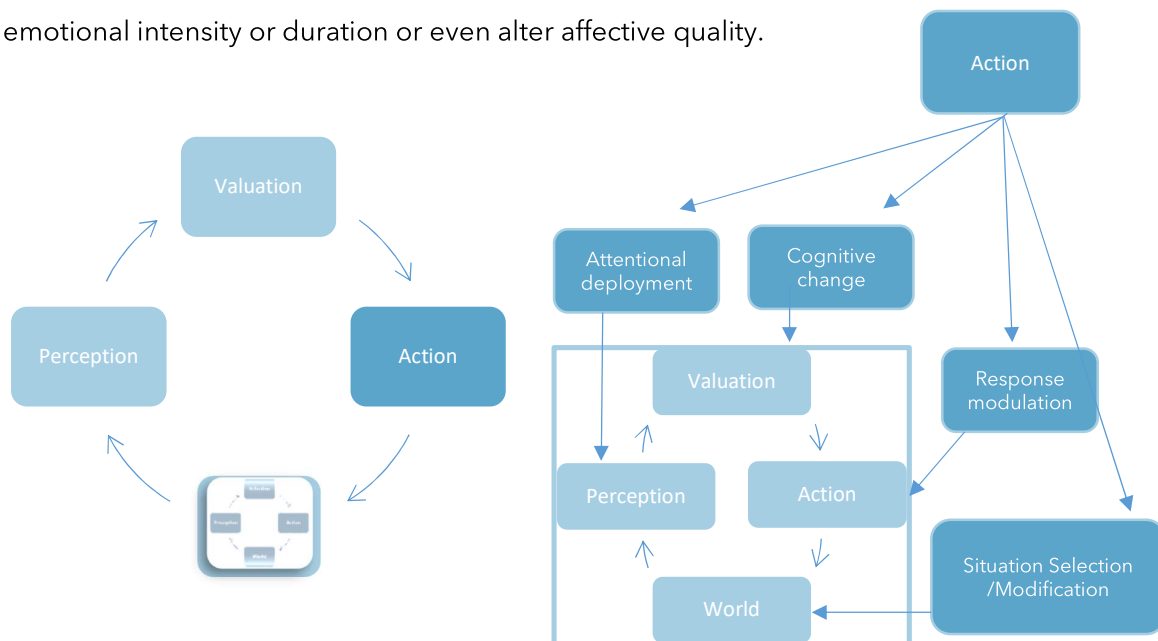 emotional intensity or duration or even alter affective quality.
Action
Valuation
Perception
Action
Attentional
deployment
Cognitive
change
Response
modulation
Situation Selection
/Modification
Valuation
Perception
Action
World